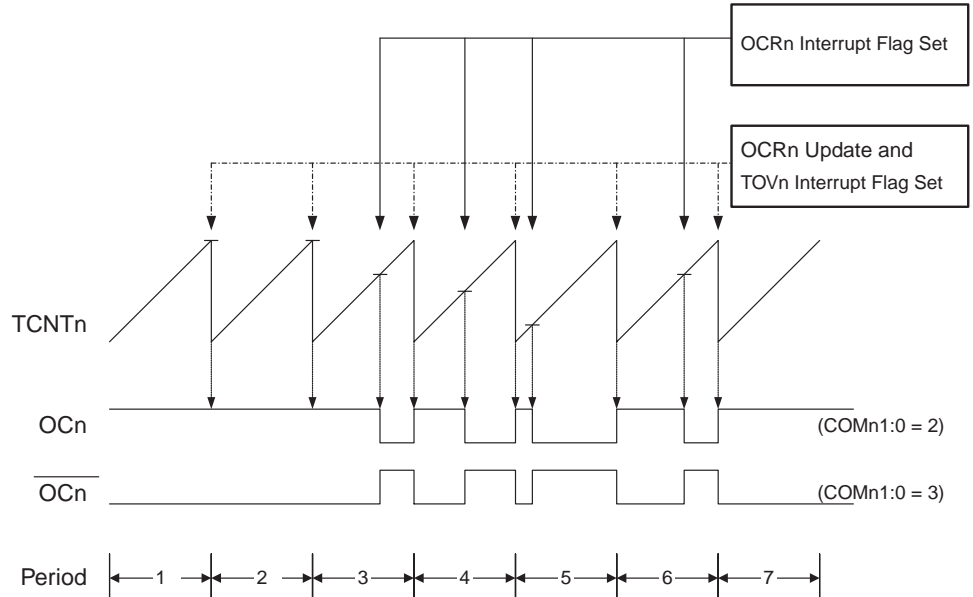 OCRn Interrupt Flag Set
OCRn Update and
TOVn Interrupt Flag Set
TCNTn
OCn
(COMn1:0 = 2)
OCn
(COMn1:0 = 3)
Period
1
2
3
4
5
6
7